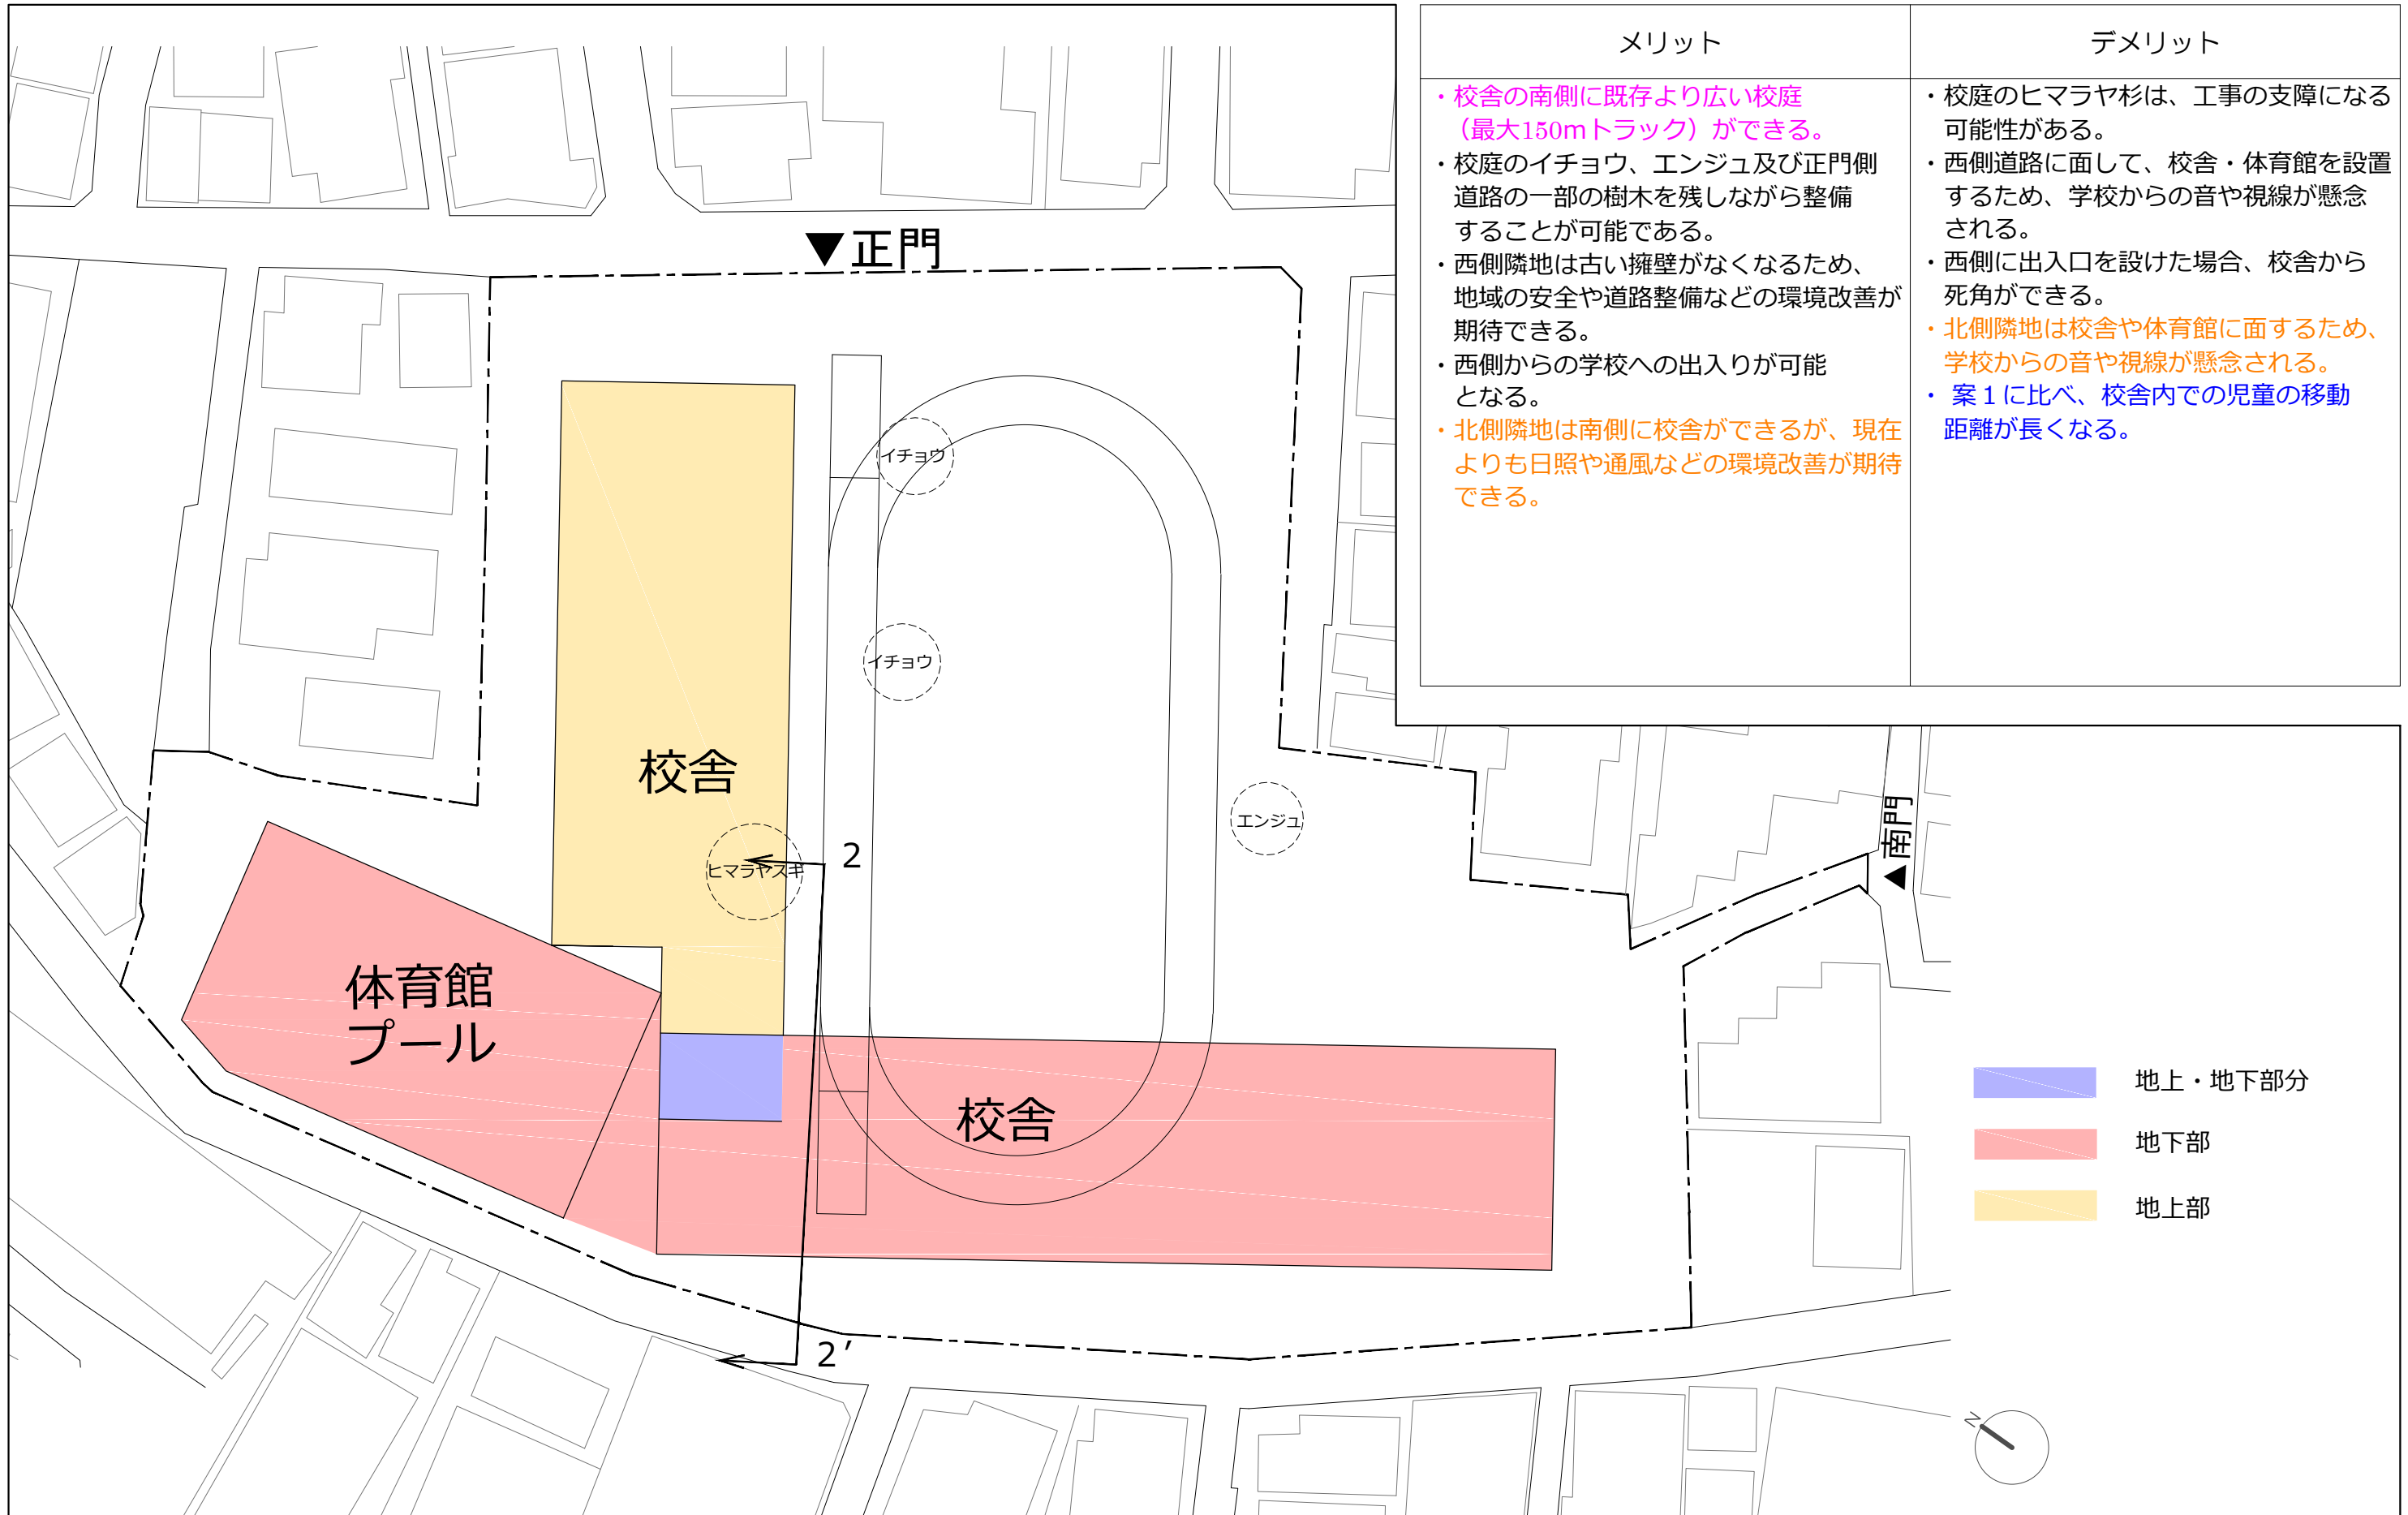 メリット
デメリット
・校舎の南側に既存より広い校庭
（最大150mトラック）ができる。
・校庭のイチョウ、エンジュ及び正門側
道路の一部の樹木を残しながら整備
することが可能である。
・西側隣地は古い擁壁がなくなるため、
地域の安全や道路整備などの環境改善が
期待できる。
・西側からの学校への出入りが可能
となる。
・北側隣地は南側に校舎ができるが、現在
よりも日照や通風などの環境改善が期待
できる。
・校庭のヒマラヤ杉は、工事の支障になる
可能性がある。
・西側道路に面して、校舎・体育館を設置
するため、学校からの音や視線が懸念
される。
・西側に出入口を設けた場合、校舎から
死角ができる。
・北側隣地は校舎や体育館に面するため、
学校からの音や視線が懸念される。
・ 案１に比べ、校舎内での児童の移動
距離が長くなる。
▼正門
イチョウ
イチョウ
校舎
エンジュ
▲南門
2
ヒマラヤスギ
体育館
プール
校舎
2′
地上・地下部分
地下部
地上部
N